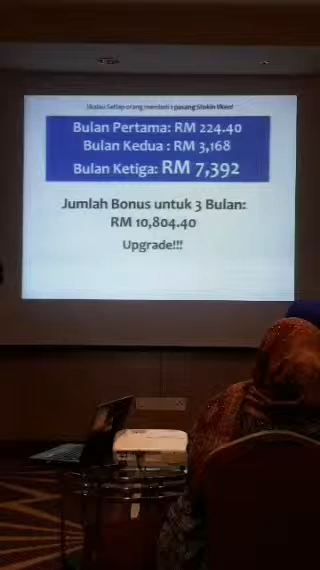 Bulan Pertama: RM 224.40
Bulan Kedua : RM 3,168
Bulan Ketiga: RM 7,392
Jumlah Bonus untuk 3 Bulan:
RM 10,804.40
Upgrade!!!